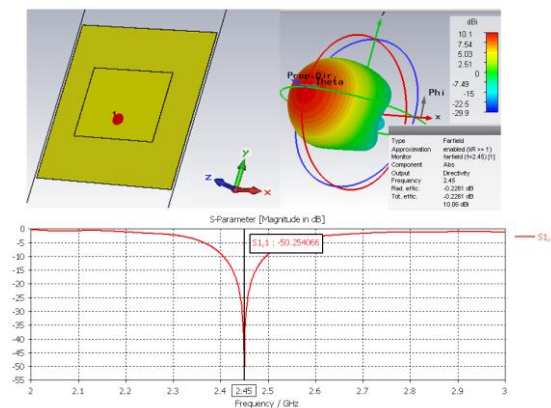 dBi
10.1
7.54
5.03
2.51
0
-7.49
-15
-22.5
-29.9
y
Prop.Dir.
Theta
Phi
x
Type Farfield
Approximation enabled (kR >> 1)
Monitor farfield (f=2.45) [1]
Component Abs
Output Directivity
Frequency 2.45
Rad. effic. -0.2261 dB
Tot. effic. -0.2261 dB
10.06 dBi
1
y
z
x
S-Parameter [Magnitude in dB]
0
-5
-10
-15
-20
-25
-30
-35
-40
-45
-50
-55
S1,1 : -50.254066
S1,
2 2.1 2.2 2.3 2.4 2.45 2.5 2.6 2.7 2.8 2.9 3
Frequency / GHz